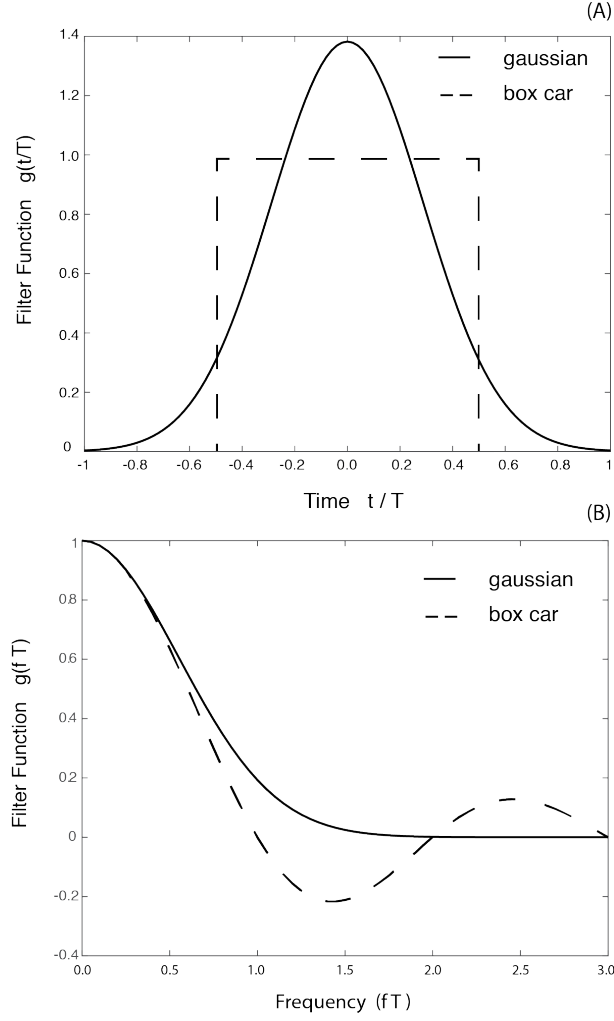 (A)
1.4
1.2
1.0
0.8
0.6
0.4
0.2
0
Filter Function g(t/T)
gaussian
box car
-1 -0.8 -0.6 -0.4 -0.2 0.0 0.2 0.4 0.6 0.8 1
Time t / T
(B)
1
0.8
0.6
0.4
0.2
0
-0.2
-0.4
Filter Function g(f T)
gaussian
box car
0.0 0.5 1.0 1.5 2.0 2.5 3.0
Frequency (f T)